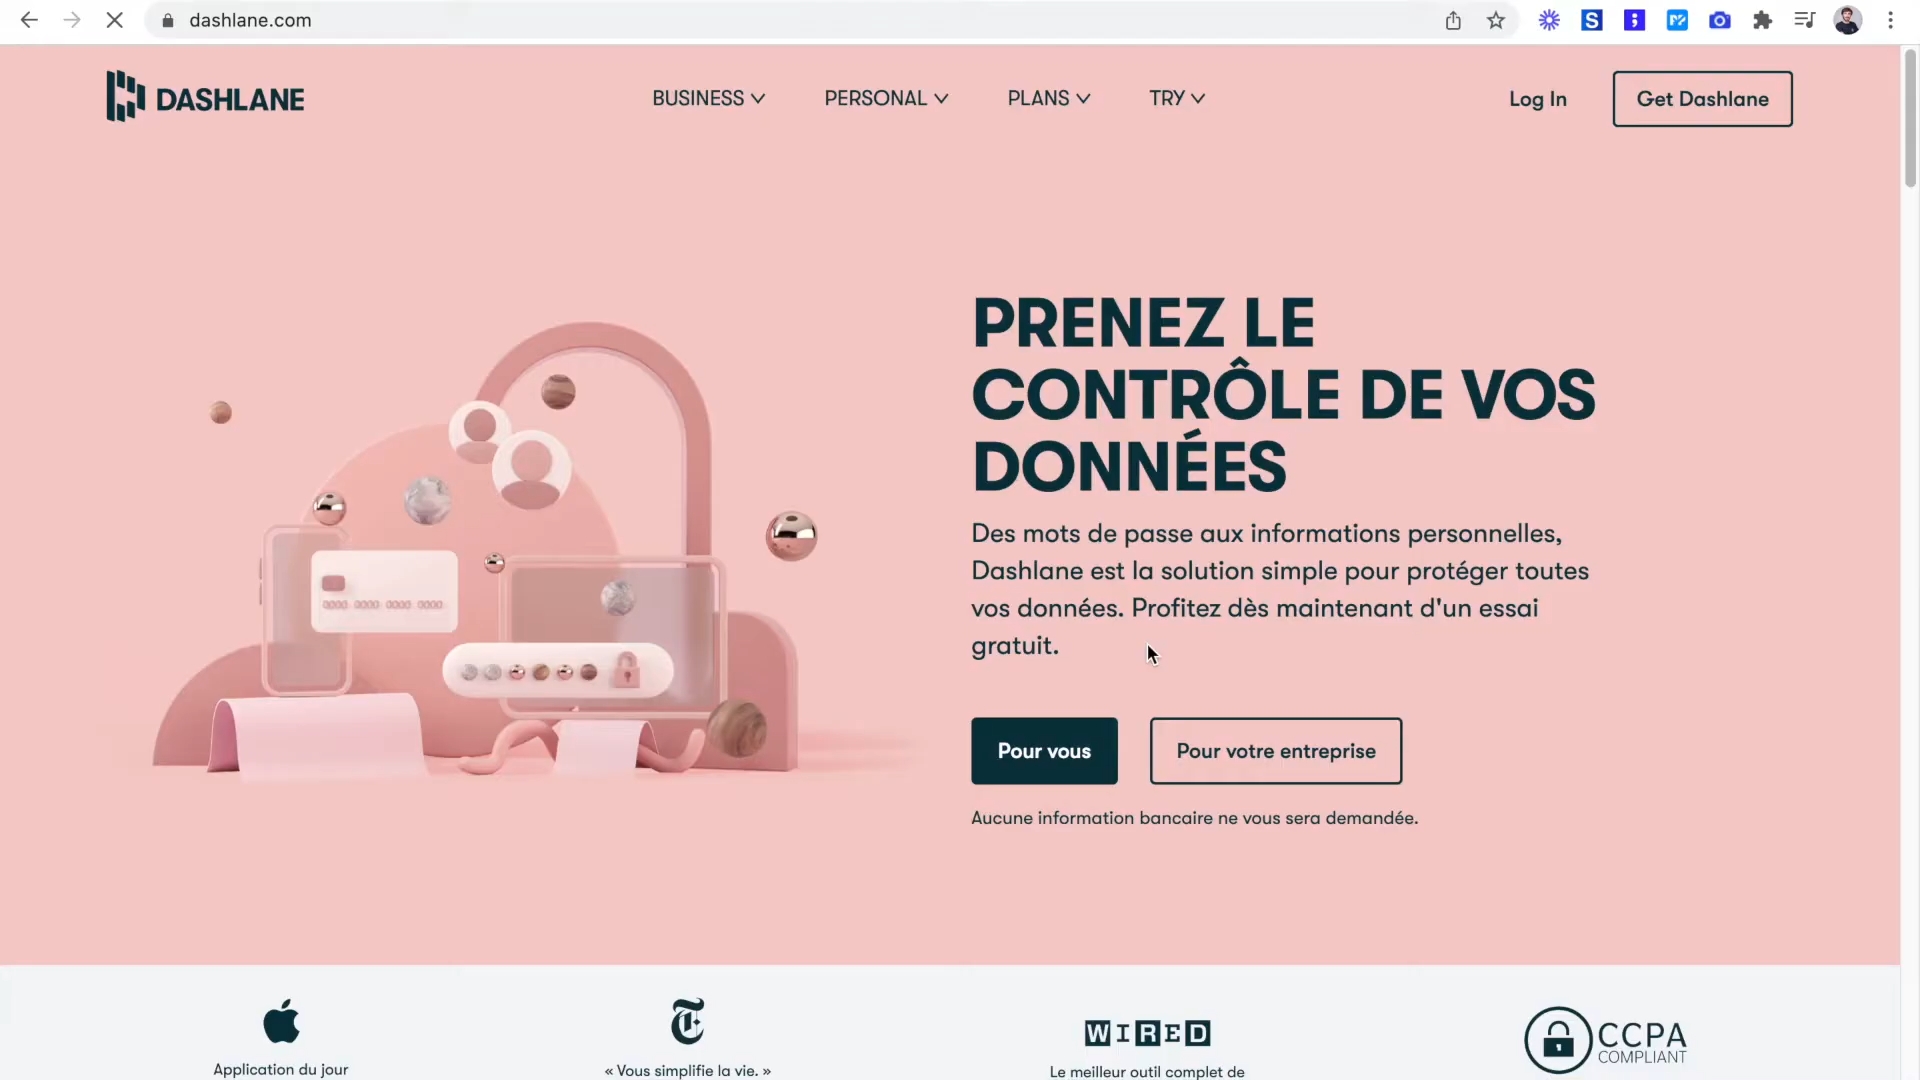 dashlane.com
DASHLANE
BUSINESS
PERSONAL
PLANS
TRY
Log In
Get Dashlane
PRENEZ LE
CONTRÔLE DE VOS
DONNÉES
Des mots de passe aux informations personnelles,
Dashlane est la solution simple pour protéger toutes
vos données. Profitez dès maintenant d'un essai
gratuit.
Pour vous
Pour votre entreprise
Aucune information bancaire ne vous sera demandée.
WIRED
CCPA
COMPLIANT
Application du jour
« Vous simplifie la vie. »
Le meilleur outil complet de